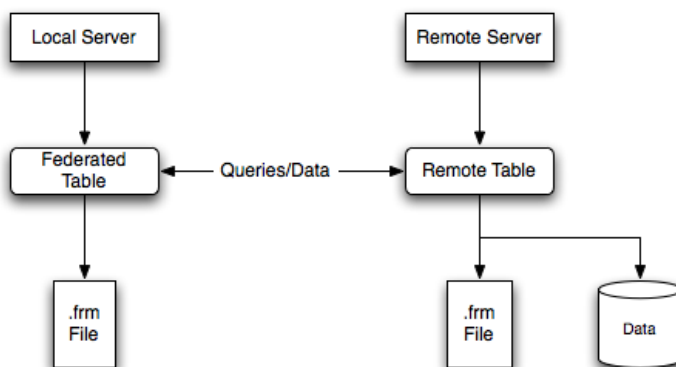 Local Server
Remote Server
Federated
Table
Queries/Data
Remote Table
.frm
File
.frm
File
Data